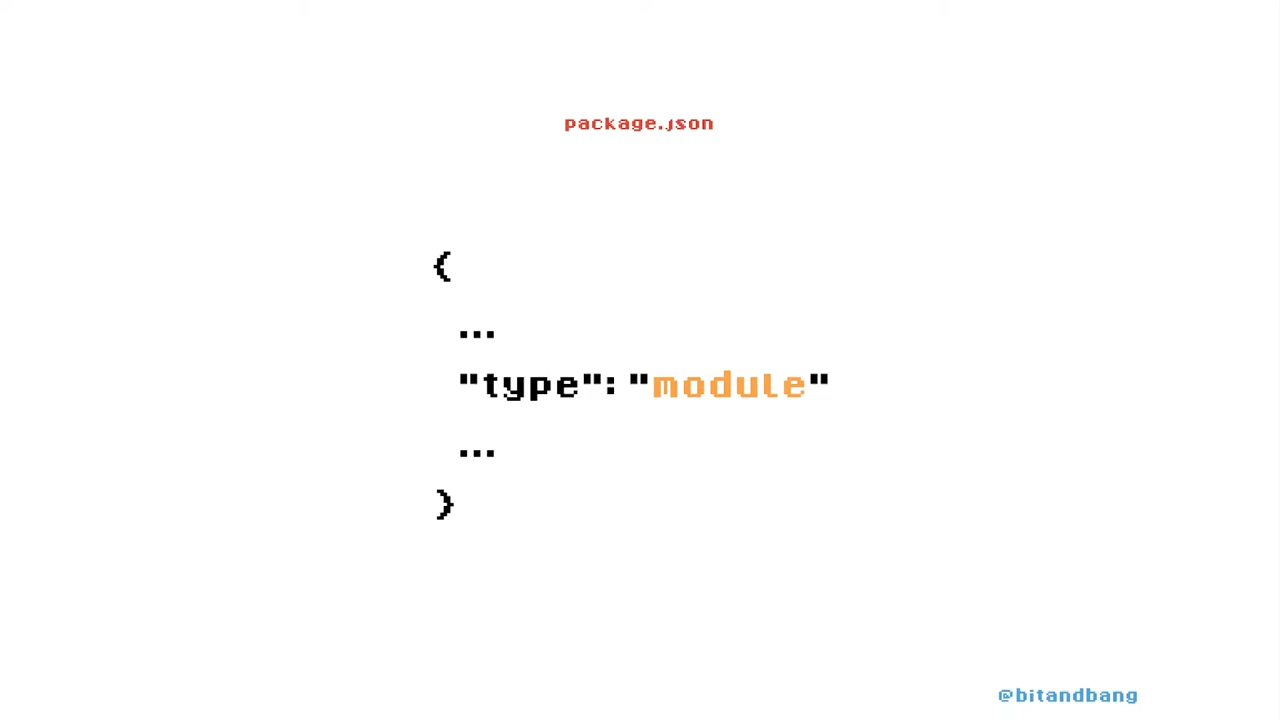 package.json
{
...
"type": "module"
...
}
@bitandbang